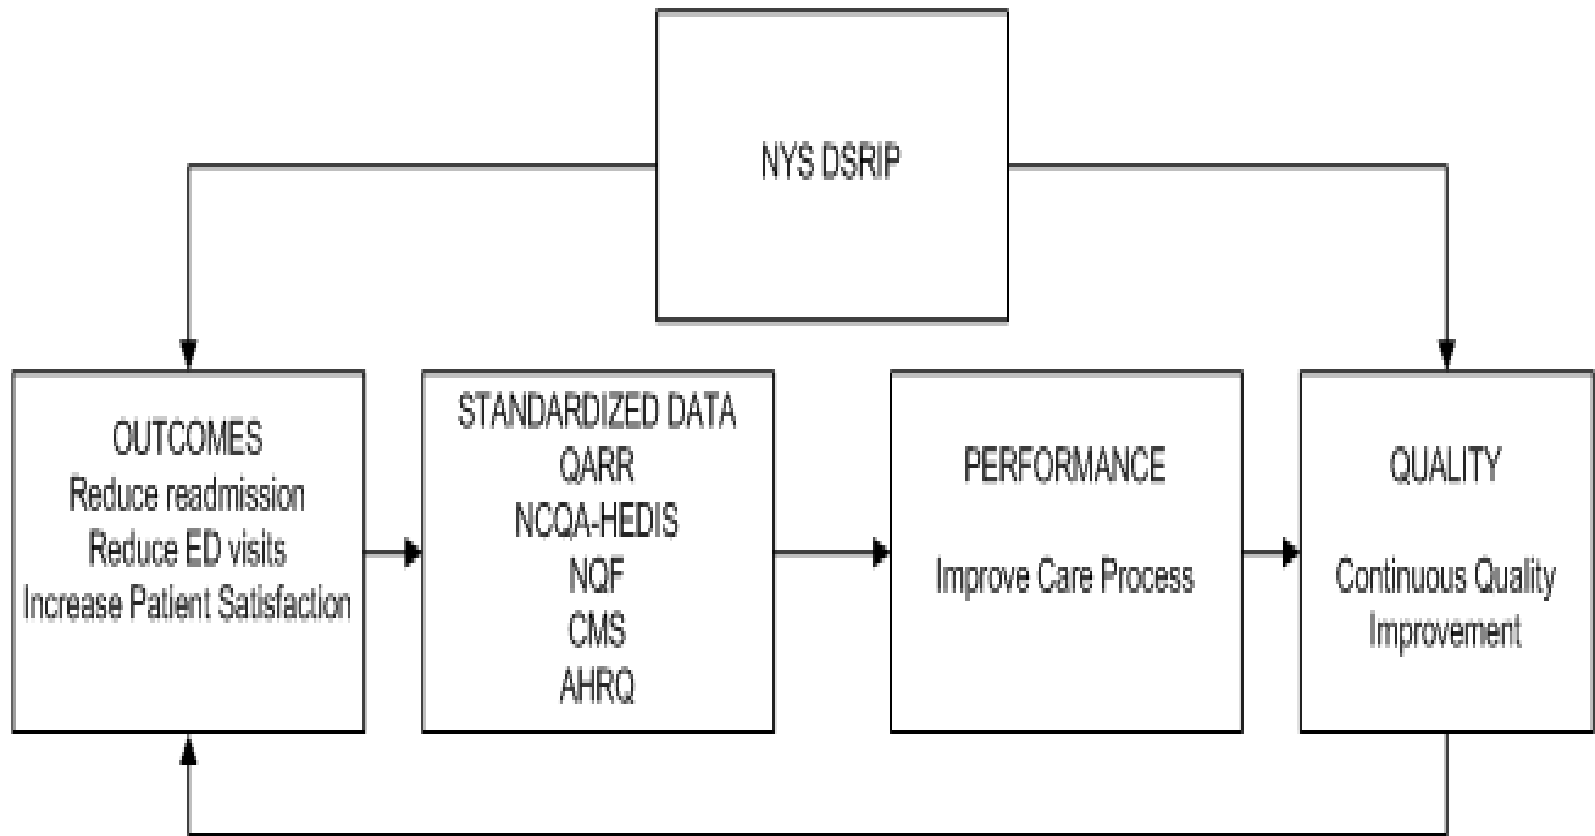 NYS DSRIP
OUTCOMES
Reduce readmission
Reduce ED visits
Increase Patient Satisfaction
STANDARDIZED DATA
QARR
NCQA-HEDIS
NQF
CMS
AHRQ
PERFORMANCE
Improve Care Process
QUALITY
Continuous Quality
Improvement